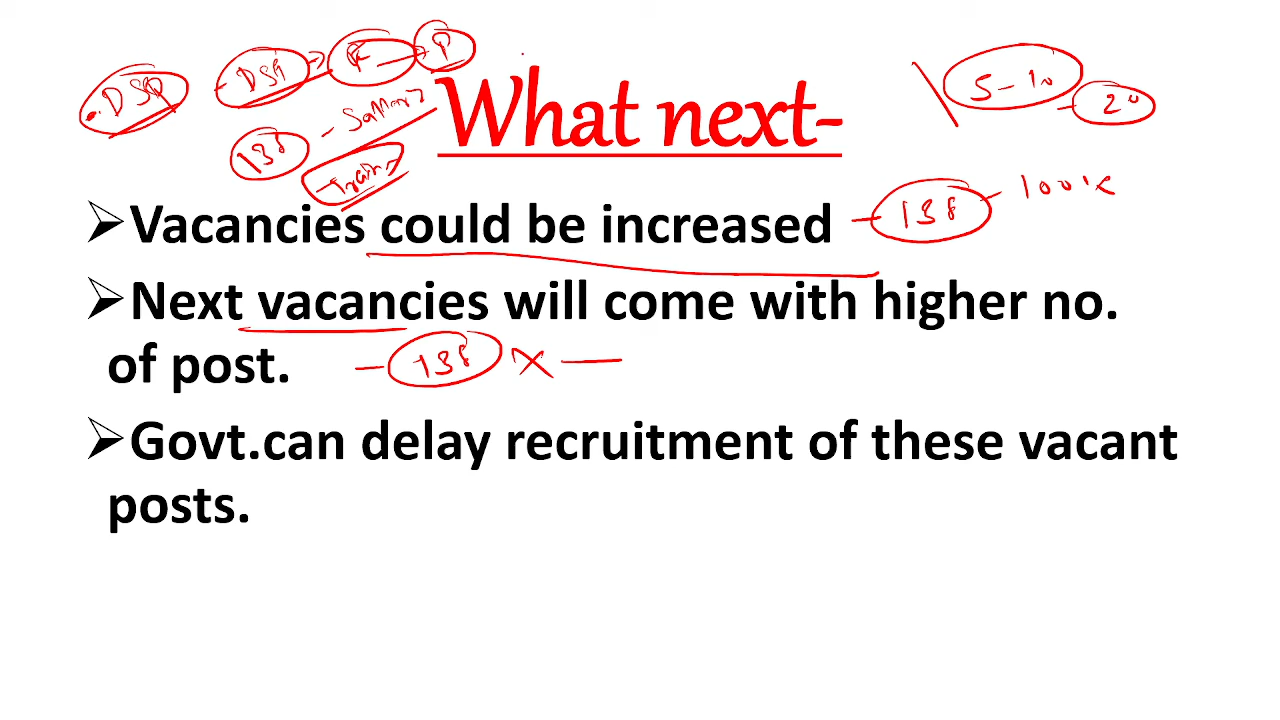 DSP DSP F P
5-10
20
What next-
138 - Salary
- Training
➢Vacancies could be increased - 138 - 100%
➢Next vacancies will come with higher no.
of post. - 138 X —
➢Govt.can delay recruitment of these vacant
posts.